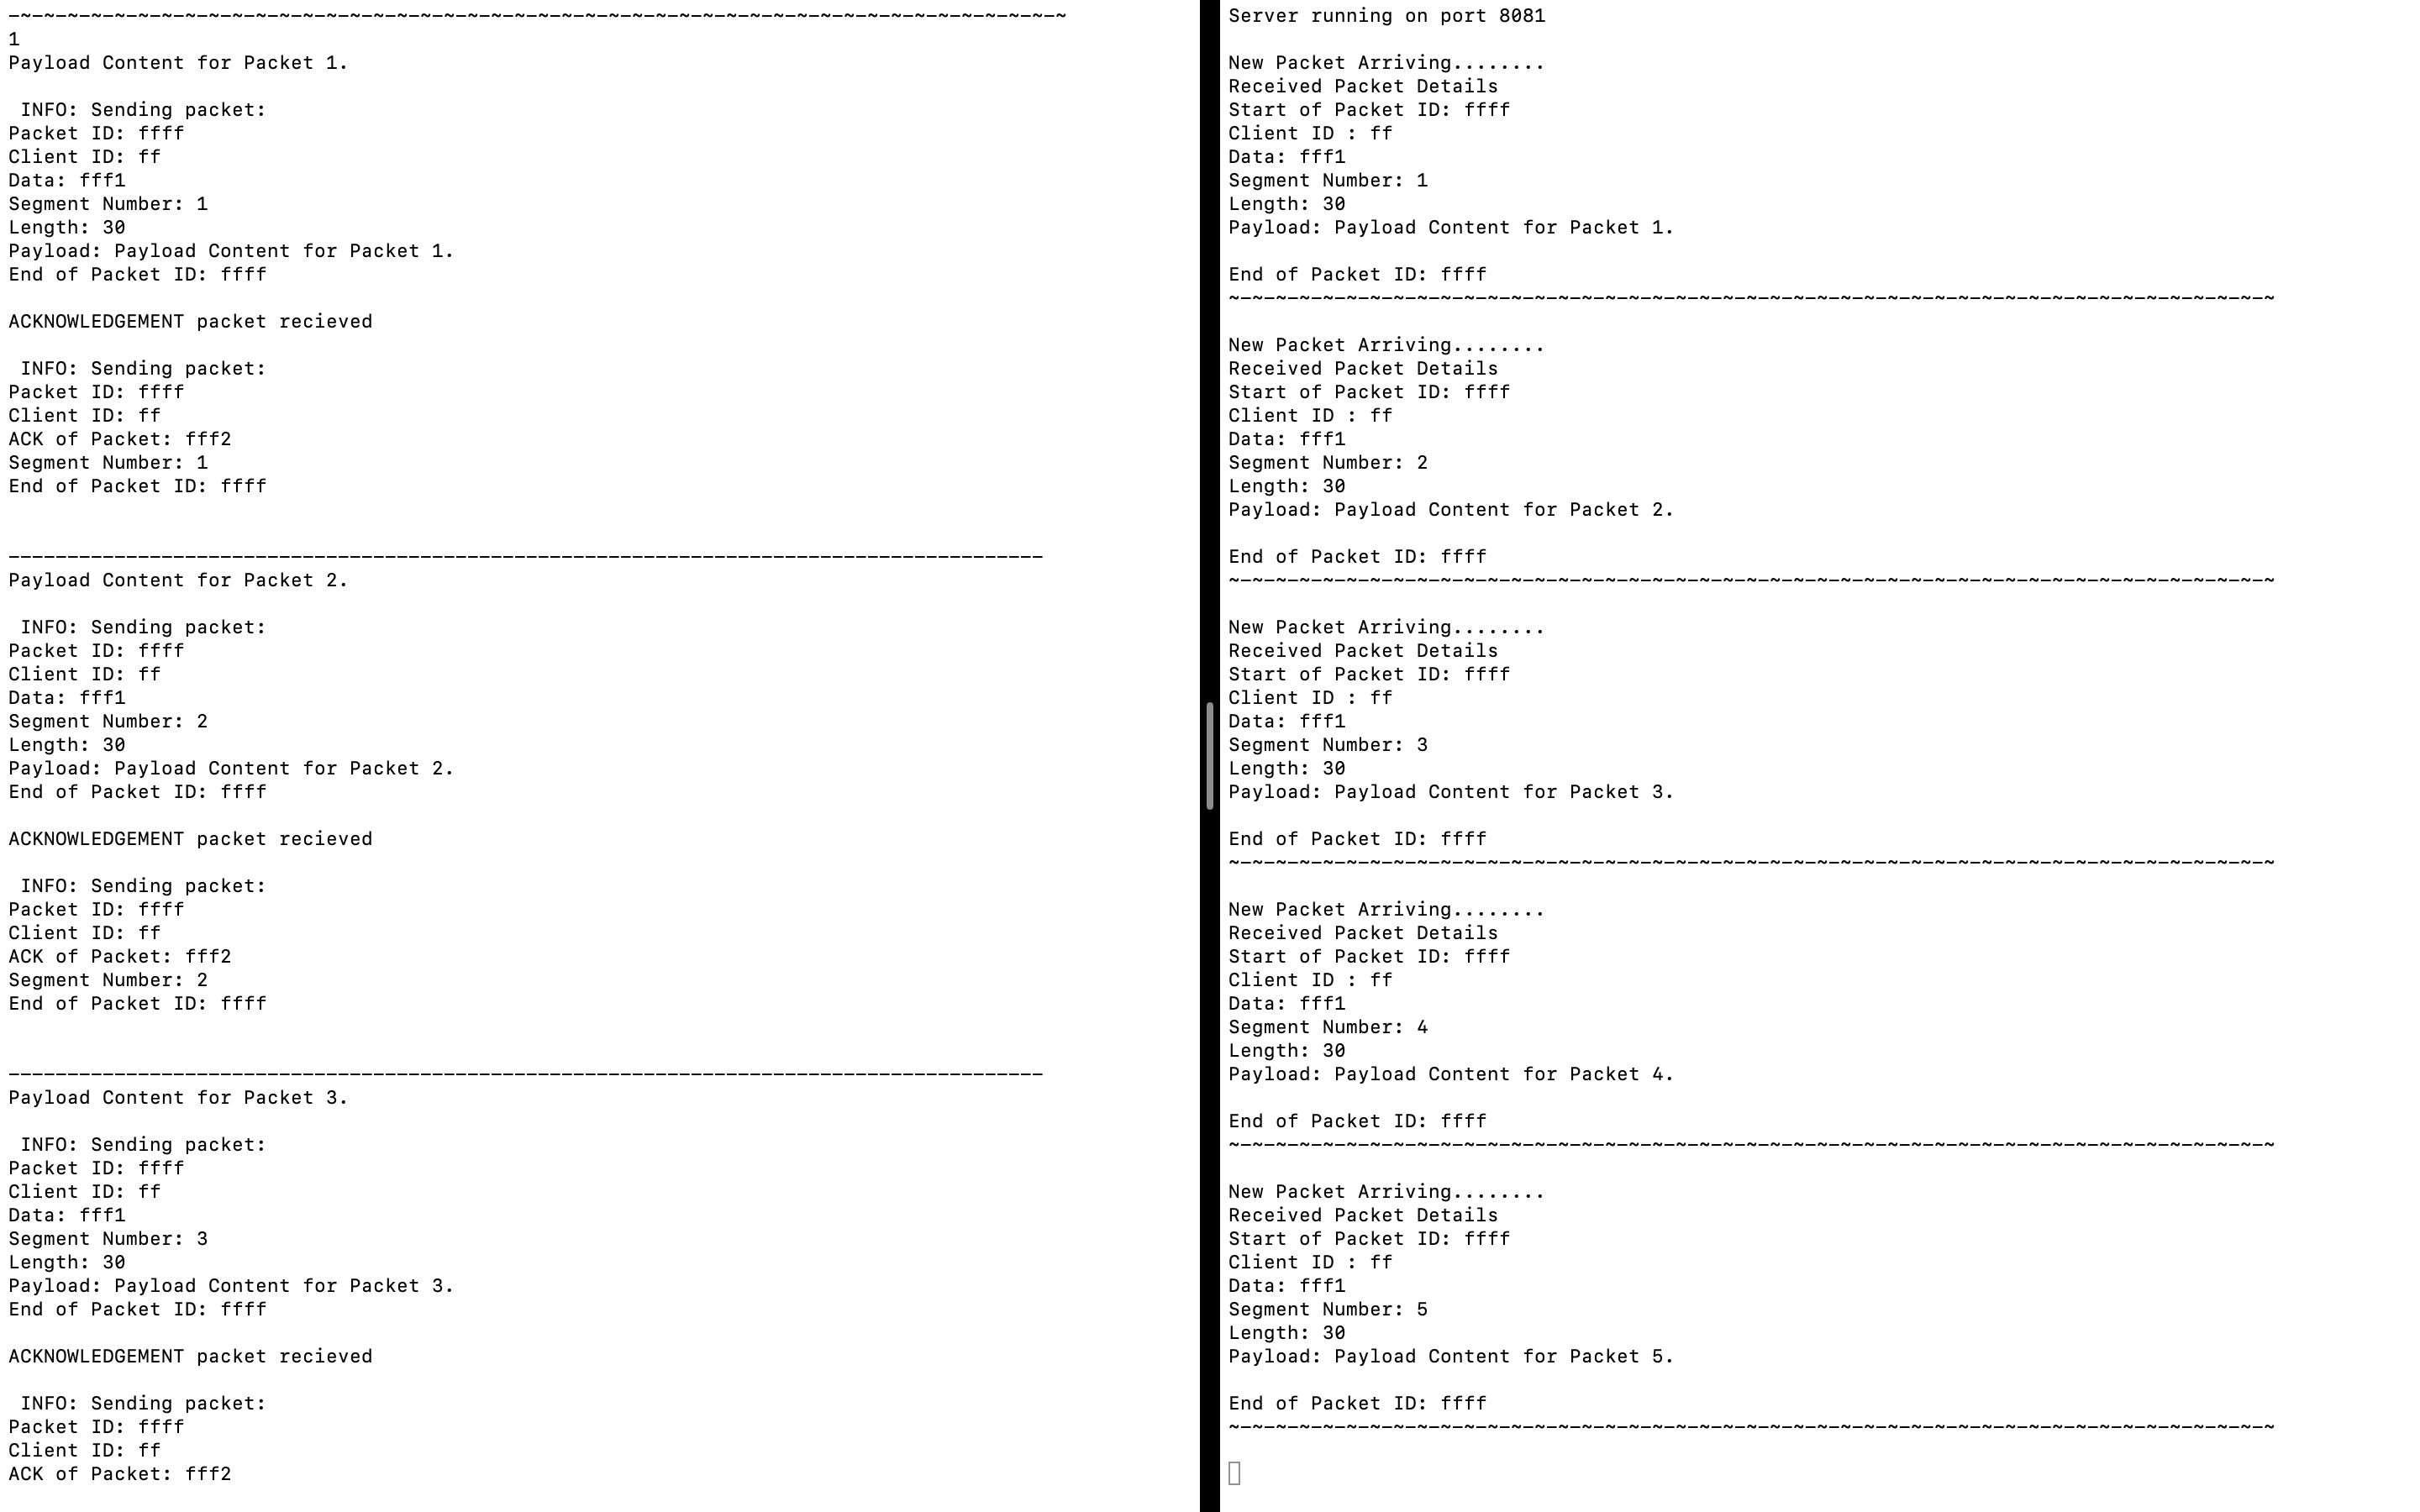 —~—~—~—~—~—~—~—~—~—~—~—~—~—~—~—~—~—~—~—~—~—~—~—~—~—~—~—~—~—~—~—~—~—~—~—~—~—~—~—~—~—~—~—~—~
1
Payload Content for Packet 1.
INFO: Sending packet:
Packet ID: ffff
Client ID: ff
Data: fff1
Segment Number: 1
Length: 30
Payload: Payload Content for Packet 1.
End of Packet ID: ffff
ACKNOWLEDGEMENT packet recieved
INFO: Sending packet:
Packet ID: ffff
Client ID: ff
ACK of Packet: fff2
Segment Number: 1
End of Packet ID: ffff
————————————————————————————————————————————————————————————————————————————————————————
Payload Content for Packet 2.
INFO: Sending packet:
Packet ID: ffff
Client ID: ff
Data: fff1
Segment Number: 2
Length: 30
Payload: Payload Content for Packet 2.
End of Packet ID: ffff
ACKNOWLEDGEMENT packet recieved
INFO: Sending packet:
Packet ID: ffff
Client ID: ff
ACK of Packet: fff2
Segment Number: 2
End of Packet ID: ffff
————————————————————————————————————————————————————————————————————————————————————————
Payload Content for Packet 3.
INFO: Sending packet:
Packet ID: ffff
Client ID: ff
Data: fff1
Segment Number: 3
Length: 30
Payload: Payload Content for Packet 3.
End of Packet ID: ffff
ACKNOWLEDGEMENT packet recieved
INFO: Sending packet:
Packet ID: ffff
Client ID: ff
ACK of Packet: fff2
Server running on port 8081
New Packet Arriving........
Received Packet Details
Start of Packet ID: ffff
Client ID : ff
Data: fff1
Segment Number: 1
Length: 30
Payload: Payload Content for Packet 1.
End of Packet ID: ffff
~—~—~—~—~—~—~—~—~—~—~—~—~—~—~—~—~—~—~—~—~—~—~—~—~—~—~—~—~—~—~—~—~—~—~—~—~—~—~—~—~—~—~—~—~—~
New Packet Arriving........
Received Packet Details
Start of Packet ID: ffff
Client ID : ff
Data: fff1
Segment Number: 2
Length: 30
Payload: Payload Content for Packet 2.
End of Packet ID: ffff
~—~—~—~—~—~—~—~—~—~—~—~—~—~—~—~—~—~—~—~—~—~—~—~—~—~—~—~—~—~—~—~—~—~—~—~—~—~—~—~—~—~—~—~—~—~
New Packet Arriving........
Received Packet Details
Start of Packet ID: ffff
Client ID : ff
Data: fff1
Segment Number: 3
Length: 30
Payload: Payload Content for Packet 3.
End of Packet ID: ffff
~—~—~—~—~—~—~—~—~—~—~—~—~—~—~—~—~—~—~—~—~—~—~—~—~—~—~—~—~—~—~—~—~—~—~—~—~—~—~—~—~—~—~—~—~—~
New Packet Arriving........
Received Packet Details
Start of Packet ID: ffff
Client ID : ff
Data: fff1
Segment Number: 4
Length: 30
Payload: Payload Content for Packet 4.
End of Packet ID: ffff
~—~—~—~—~—~—~—~—~—~—~—~—~—~—~—~—~—~—~—~—~—~—~—~—~—~—~—~—~—~—~—~—~—~—~—~—~—~—~—~—~—~—~—~—~—~
New Packet Arriving........
Received Packet Details
Start of Packet ID: ffff
Client ID : ff
Data: fff1
Segment Number: 5
Length: 30
Payload: Payload Content for Packet 5.
End of Packet ID: ffff
~—~—~—~—~—~—~—~—~—~—~—~—~—~—~—~—~—~—~—~—~—~—~—~—~—~—~—~—~—~—~—~—~—~—~—~—~—~—~—~—~—~—~—~—~—~